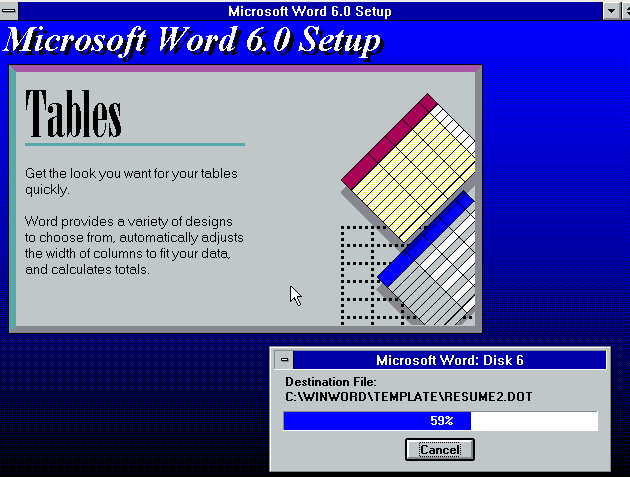 Microsoft Word 6.0 Setup
Microsoft Word 6.0 Setup
Tables
Get the look you want for your tables
quickly.
Word provides a variety of designs
to choose from, automatically adjusts
the width of columns to fit your data,
and calculates totals.
Microsoft Word: Disk 6
Destination File:
C:\WINWORD\TEMPLATE\RESUME2.DOT
59%
Cancel